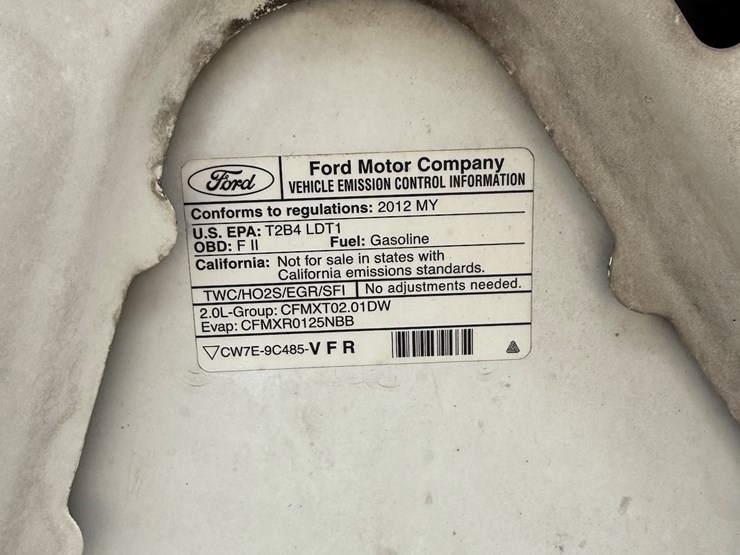 Ford
Ford Motor Company
VEHICLE EMISSION CONTROL INFORMATION
Conforms to regulations: 2012 MY
U.S. EPA: T2B4 LDT1
OBD: F II Fuel: Gasoline
California: Not for sale in states with
California emissions standards.
TWC/HO2S/EGR/SFI No adjustments needed.
2.0L-Group: CFMXT02.01DW
Evap: CFMXR0125NBB
CW7E-9C485-V F R